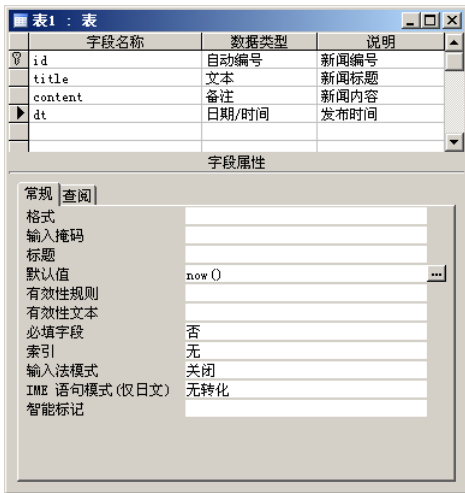 表1 : 表
字段名称 数据类型 说明
id 自动编号 新闻编号
title 文本 新闻标题
content 备注 新闻内容
dt 日期/时间 发布时间
字段属性
常规 查阅
格式
输入掩码
标题
默认值 now()
有效性规则
有效性文本
必填字段 否
索引 无
输入法模式 关闭
IME 语句模式(仅日文) 无转化
智能标记